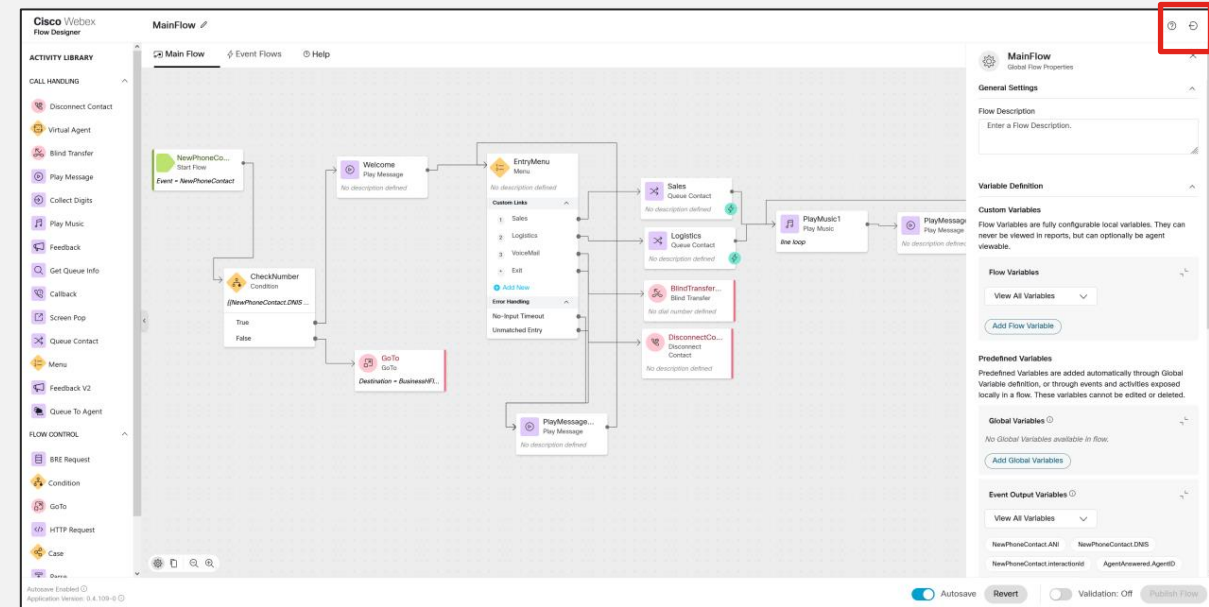 Cisco Webex
Flow Designer
MainFlow
ACTIVITY LIBRARY
CALL HANDLING
Disconnect Contact
Virtual Agent
Blind Transfer
Play Message
Collect Digits
Play Music
Feedback
Get Queue Info
Callback
Screen Pop
Queue Contact
Menu
Feedback V2
Queue To Agent
FLOW CONTROL
BRE Request
Condition
GoTo
HTTP Request
Case
Parse
Main Flow
Event Flows
Help
NewPhoneCo...
Start Flow
Event = NewPhoneContact
CheckNumber
Condition
{{NewPhoneContact.DNIS ...
True
False
Welcome
Play Message
No description defined
GoTo
GoTo
Destination = BusinessHFl...
EntryMenu
Menu
No description defined
Custom Links
1 Sales
2 Logistics
3 VoiceMail
* Exit
Add New
Error Handling
No-Input Timeout
Unmatched Entry
PlayMessage...
Play Message
No description defined
Sales
Queue Contact
No description defined
Logistics
Queue Contact
No description defined
BlindTransfer...
Blind Transfer
No dial number defined
DisconnectCo...
Disconnect
Contact
No description defined
PlayMusic1
Play Music
line loop
PlayMessage
Play Message
No description defined
MainFlow
Global Flow Properties
General Settings
Flow Description
Enter a Flow Description.
Variable Definition
Custom Variables
Flow Variables are fully configurable local variables. They can
never be viewed in reports, but can optionally be agent
viewable.
Flow Variables
View All Variables
Add Flow Variable
Predefined Variables
Predefined Variables are added automatically through Global
Variable definition, or through events and activities exposed
locally in a flow. These variables cannot be edited or deleted.
Global Variables
No Global Variables available in flow.
Add Global Variables
Event Output Variables
View All Variables
NewPhoneContact.ANI NewPhoneContact.DNIS
NewPhoneContact.interactionId AgentAnswered.AgentID
Autosave Enabled
Application Version: 0.4.109-0
Autosave
Revert
Validation: Off
Publish Flow